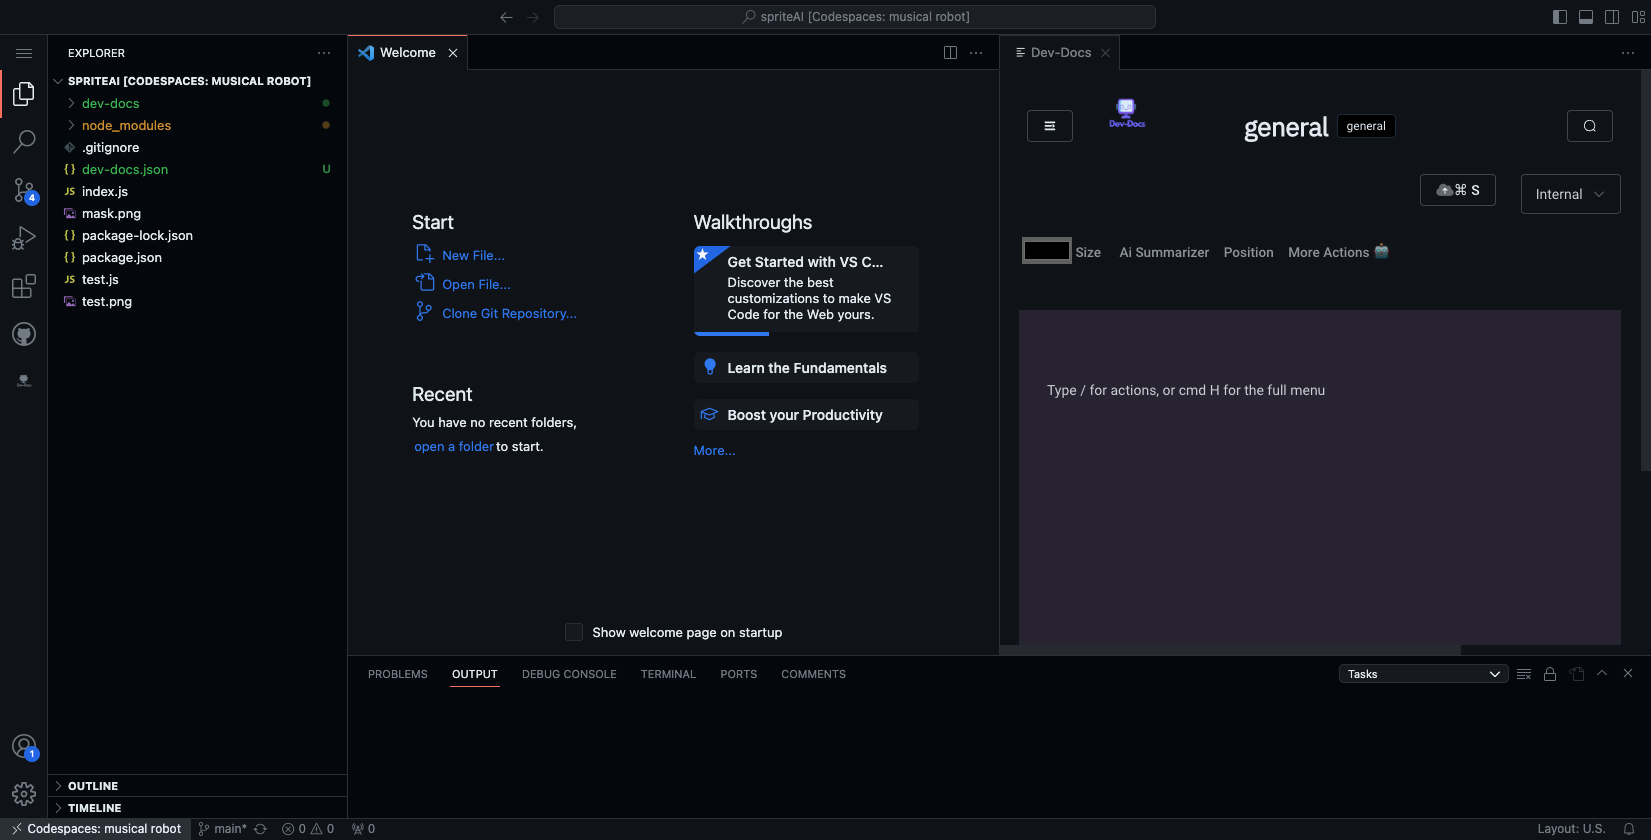 spriteAI [Codespaces: musical robot]
EXPLORER
SPRITEAI [CODESPACES: MUSICAL ROBOT]
dev-docs
node_modules
.gitignore
{} dev-docs.json U
JS index.js
mask.png
{} package-lock.json
{} package.json
JS test.js
test.png
4
1
OUTLINE
TIMELINE
Welcome
Start
New File...
Open File...
Clone Git Repository...
Recent
You have no recent folders,
open a folder to start.
Walkthroughs
Get Started with VS C...
Discover the best
customizations to make VS
Code for the Web yours.
Learn the Fundamentals
Boost your Productivity
More...
Show welcome page on startup
Dev-Docs
Dev-Docs
general general
⌘ S
Internal
Size Ai Summarizer Position More Actions
Type / for actions, or cmd H for the full menu
PROBLEMS OUTPUT DEBUG CONSOLE TERMINAL PORTS COMMENTS
Tasks
Codespaces: musical robot main* 0 0 0
Layout: U.S.